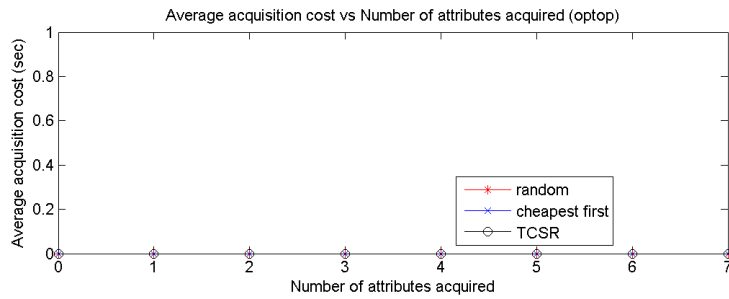 Average acquisition cost vs Number of attributes acquired (optop)
1
0.8
0.6
0.4
0.2
0
Average acquisition cost (sec)
random
cheapest first
TCSR
0 1 2 3 4 5 6 7
Number of attributes acquired